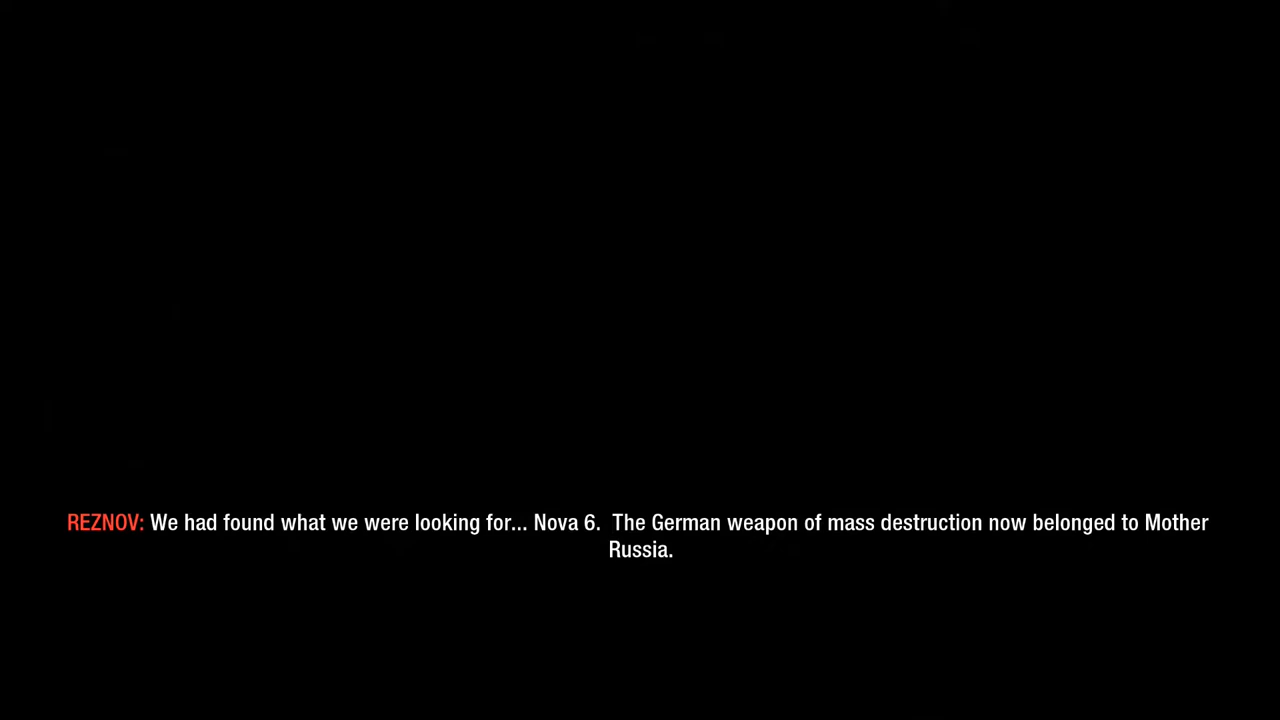 REZNOV: We had found what we were looking for... Nova 6.  The German weapon of mass destruction now belonged to Mother
Russia.